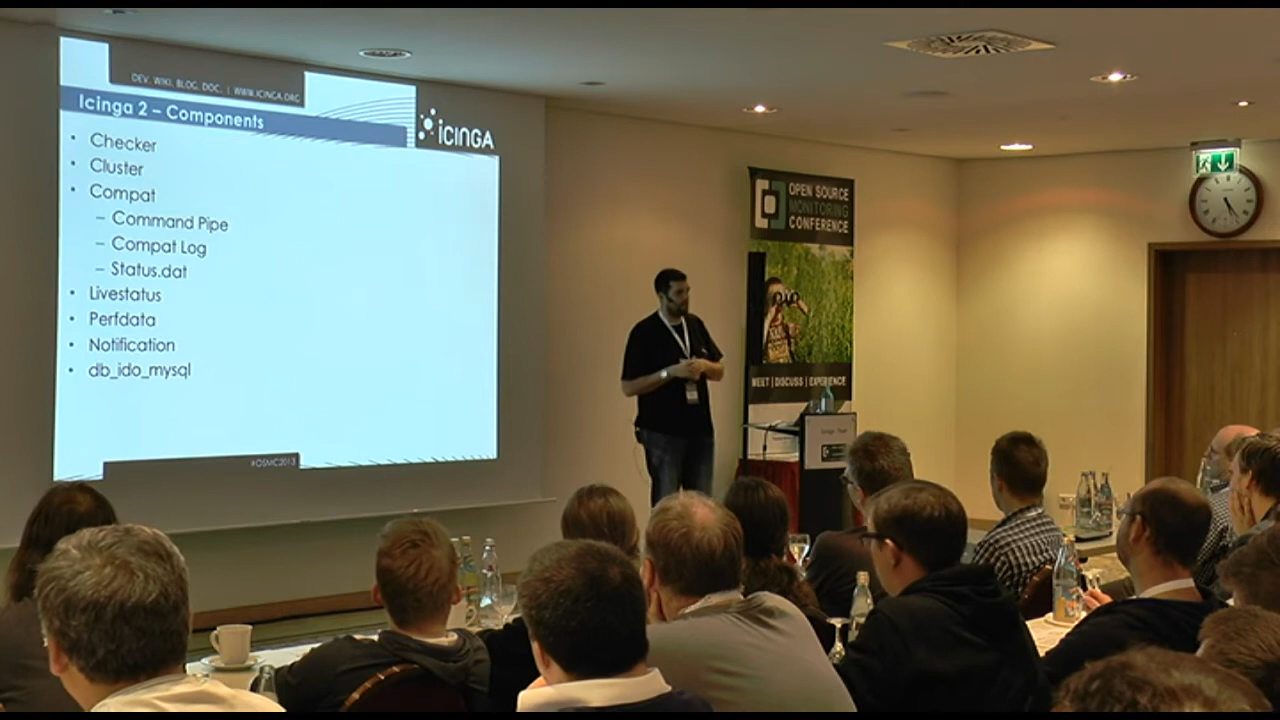 DEV. WIKI. BLOG. DOC. | WWW.ICINGA.ORG
Icinga 2 – Components
icinga
• Checker
• Cluster
• Compat
– Command Pipe
– Compat Log
– Status.dat
• Livestatus
• Perfdata
• Notification
• db_ido_mysql
#OSMC2013
OPEN SOURCE
MONITORING
CONFERENCE
MEET | DISCUSS | EXPERIENCE